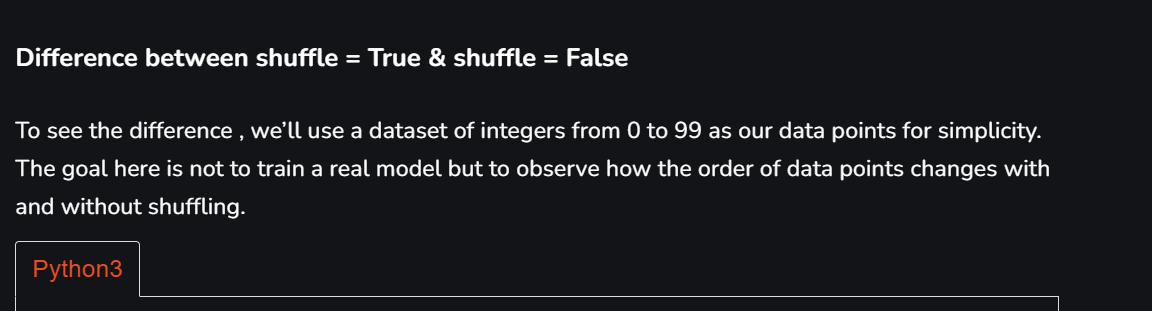 Difference between shuffle = True & shuffle = False
To see the difference , we’ll use a dataset of integers from 0 to 99 as our data points for simplicity.
The goal here is not to train a real model but to observe how the order of data points changes with
and without shuffling.
Python3